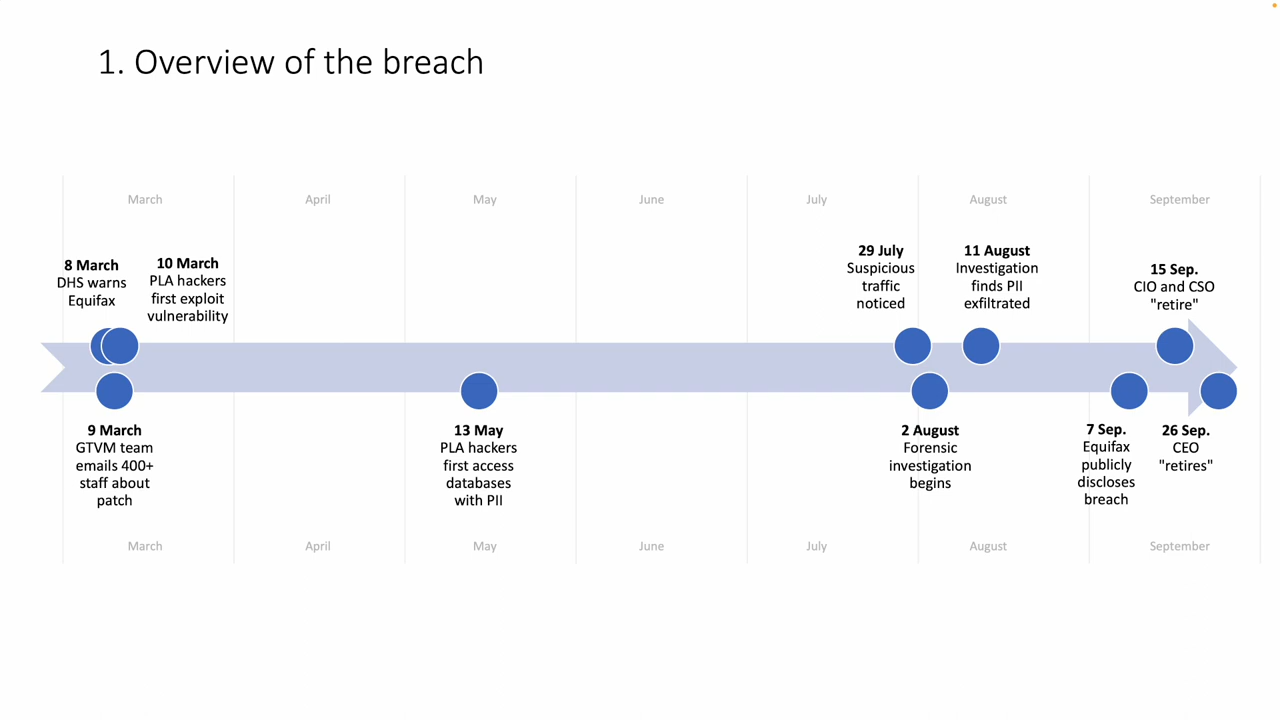 1. Overview of the breach
March
April
May
June
July
August
September
8 March
DHS warns
Equifax
10 March
PLA hackers
first exploit
vulnerability
29 July
Suspicious
traffic
noticed
11 August
Investigation
finds PII
exfiltrated
15 Sep.
CIO and CSO
"retire"
9 March
GTVM team
emails 400+
staff about
patch
13 May
PLA hackers
first access
databases
with PII
2 August
Forensic
investigation
begins
7 Sep.
Equifax
publicly
discloses
breach
26 Sep.
CEO
"retires"
March
April
May
June
July
August
September